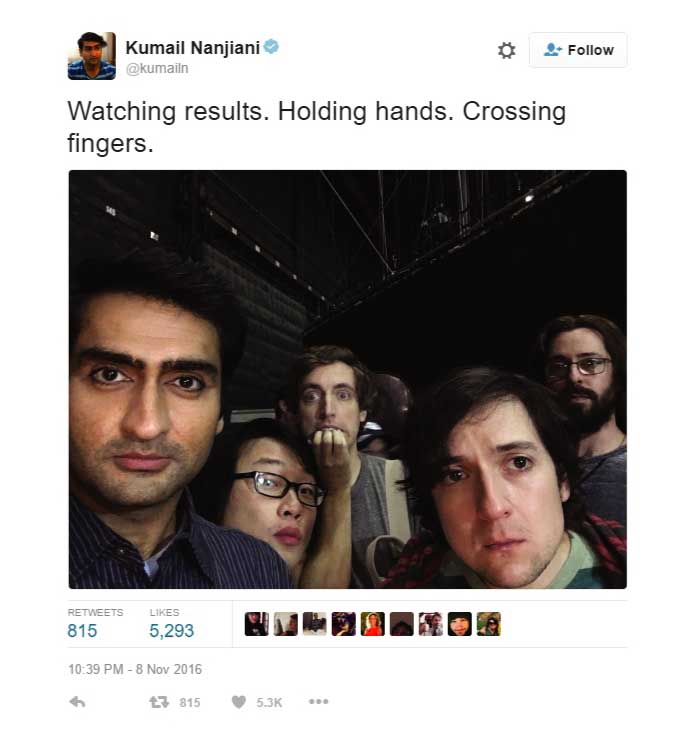 Kumail Nanjiani
@kumailn
Follow
Watching results. Holding hands. Crossing
fingers.
RETWEETS LIKES
815 5,293
10:39 PM - 8 Nov 2016
815 5.3K